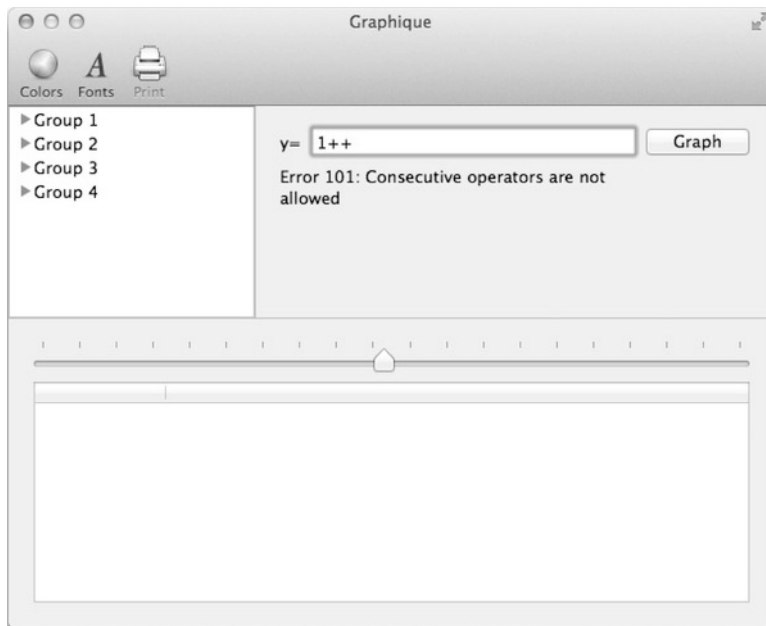 Graphique
Colors Fonts Print
Group 1
Group 2
Group 3
Group 4
y= 1++ Graph
Error 101: Consecutive operators are not
allowed